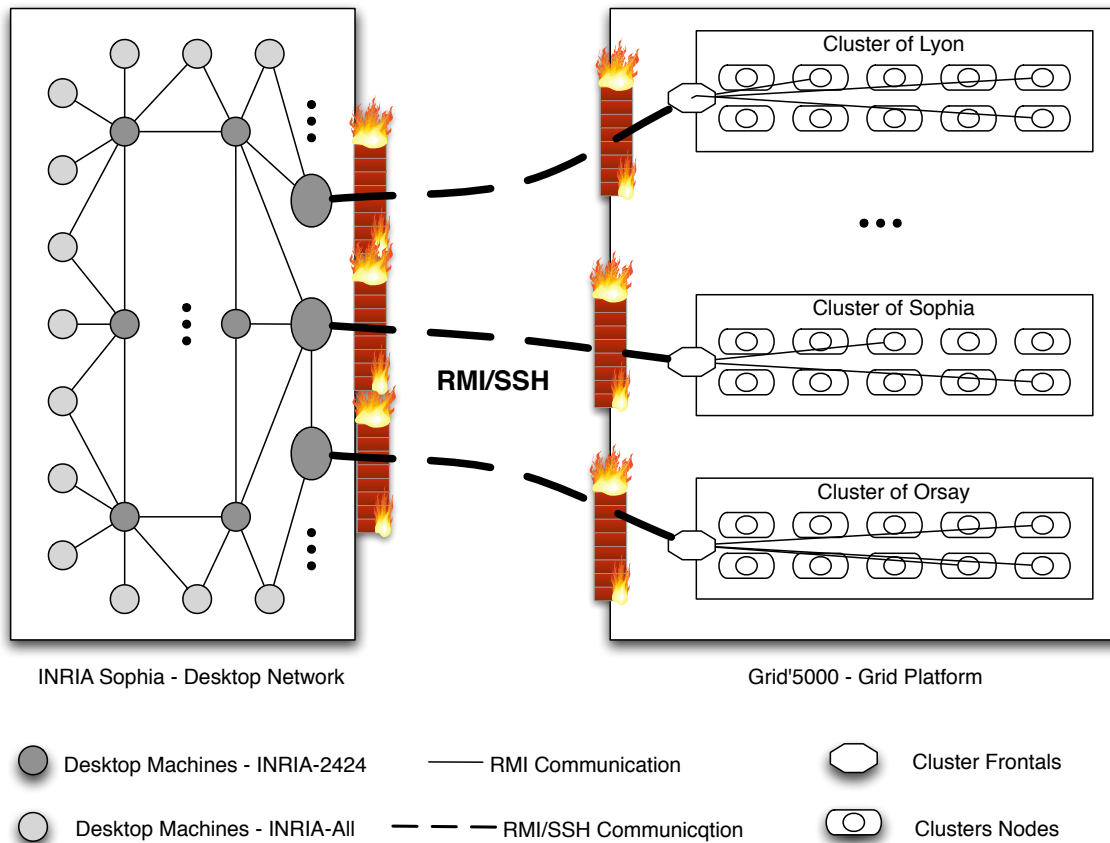 Cluster of Lyon
Cluster of Sophia
RMI/SSH
Cluster of Orsay
INRIA Sophia - Desktop Network
Grid'5000 - Grid Platform
Desktop Machines - INRIA-2424
RMI Communication
Cluster Frontals
Desktop Machines - INRIA-All
RMI/SSH Communicqtion
Clusters Nodes